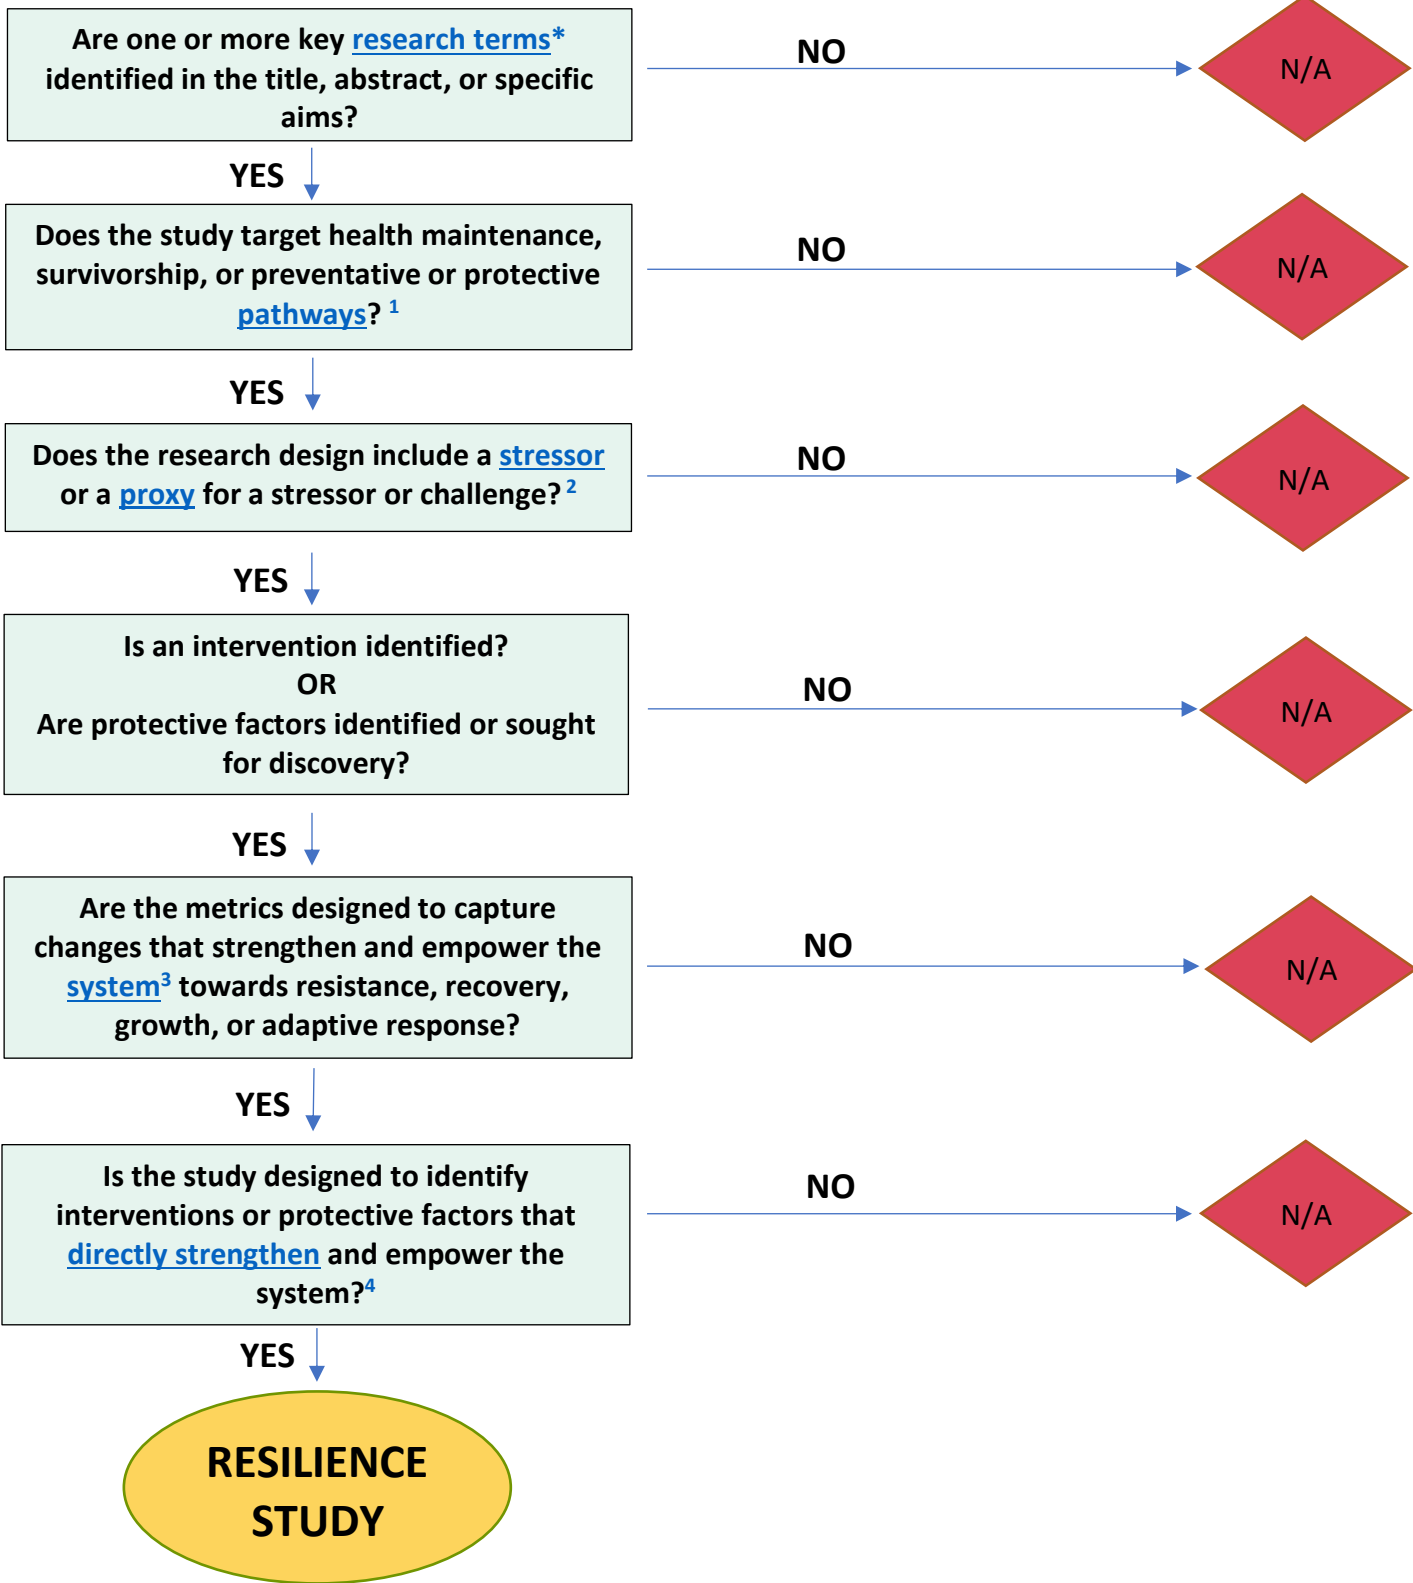 Are one or more key research terms*
identified in the title, abstract, or specific
aims?
NO
N/A
YES
Does the study target health maintenance,
survivorship, or preventative or protective
pathways? 1
NO
N/A
YES
Does the research design include a stressor
or a proxy for a stressor or challenge? 2
NO
N/A
YES
Is an intervention identified?
OR
Are protective factors identified or sought
for discovery?
NO
N/A
YES
Are the metrics designed to capture
changes that strengthen and empower the
system3 towards resistance, recovery,
growth, or adaptive response?
NO
N/A
YES
Is the study designed to identify
interventions or protective factors that
directly strengthen and empower the
system?4
NO
N/A
YES
RESILIENCE
STUDY